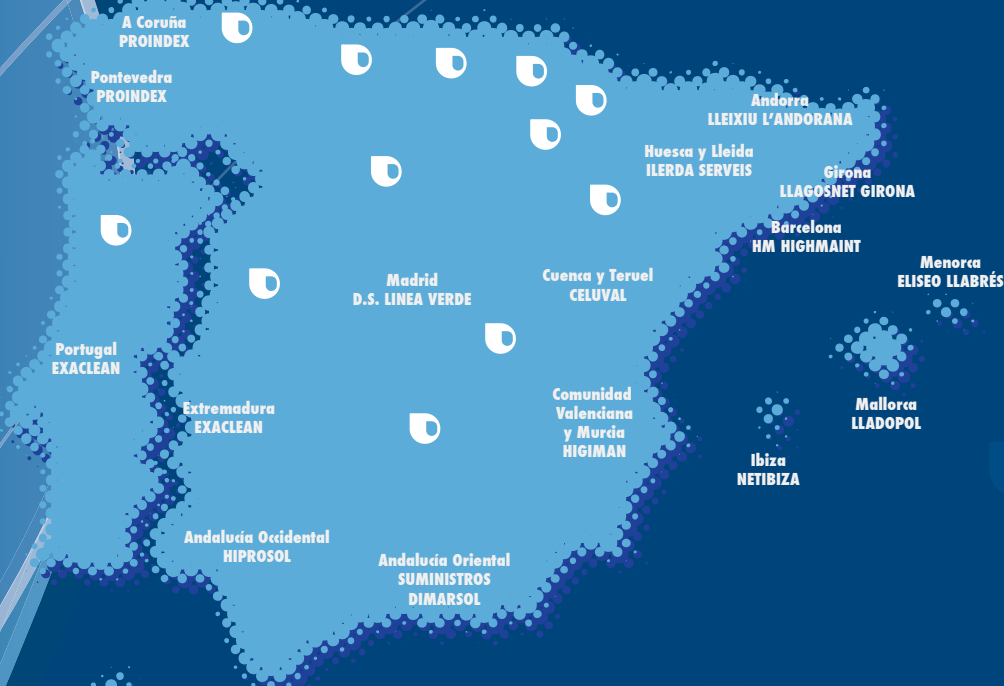 A Coruña
PROINDEX
Pontevedra
PROINDEX
Andorra
LLEIXIU L'ANDORANA
Huesca y Lleida
ILERDA SERVEIS
Girona
LLAGOSNET GIRONA
Barcelona
HM HIGHMAINT
Menorca
ELISEO LLABRÉS
Madrid
D.S. LINEA VERDE
Cuenca y Teruel
CELUVAL
Portugal
EXACLEAN
Extremadura
EXACLEAN
Comunidad
Valenciana
y Murcia
HIGIMAN
Mallorca
LLADOPOL
Ibiza
NETIBIZA
Andalucía Occidental
HIPROSOL
Andalucía Oriental
SUMINISTROS
DIMARSOL